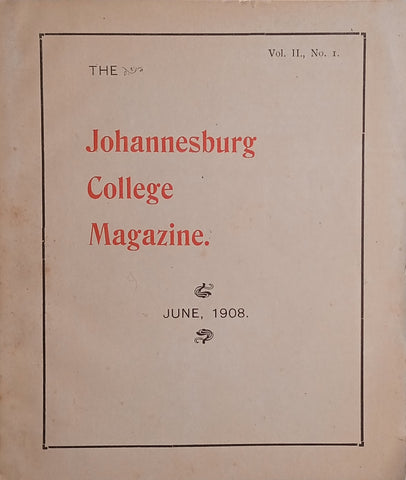 Vol. II., No. 1.
THE
Johannesburg
College
Magazine.
JUNE, 1908.